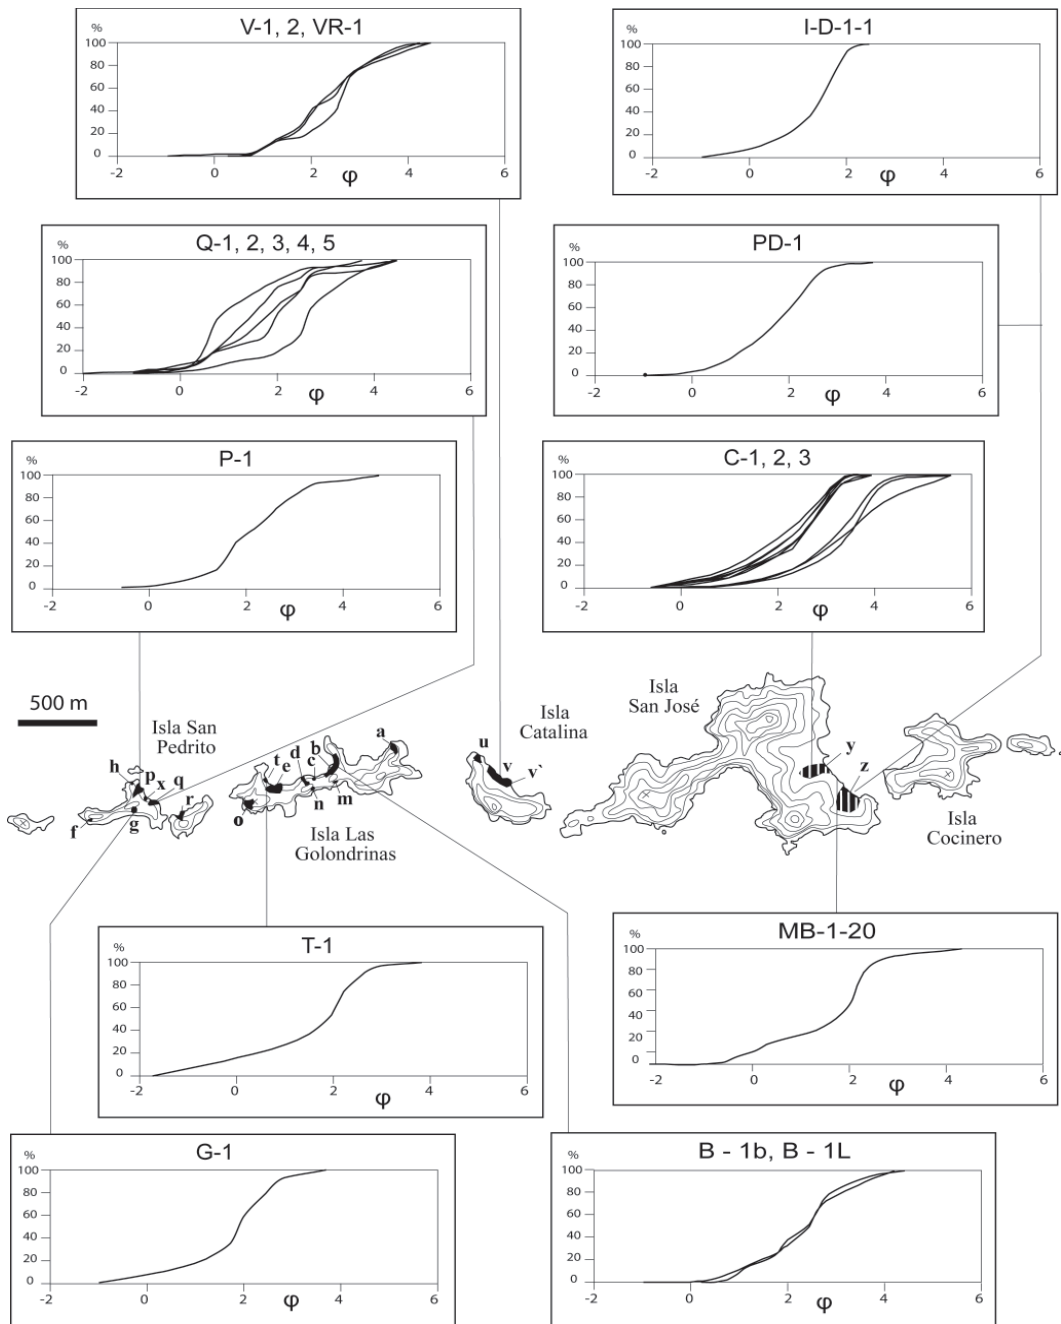 V-1, 2, VR-1
%
100
80
60
40
20
0
-2 0 2 4 6
φ
I-D-1-1
%
100
80
60
40
20
0
-2 0 2 4 6
φ
Q-1, 2, 3, 4, 5
%
100
80
60
40
20
0
-2 0 2 4 6
φ
PD-1
%
100
80
60
40
20
0
-2 0 2 4 6
φ
P-1
%
100
80
60
40
20
0
-2 0 2 4 6
φ
C-1, 2, 3
%
100
80
60
40
20
0
-2 0 2 4 6
φ
500 m
Isla San
Pedrito
h p x q
f g r
d b a
t e c
o n m
Isla Las
Golondrinas
Isla
Catalina
u
v v`
Isla
San José
y
z
Isla
Cocinero
T-1
%
100
80
60
40
20
0
-2 0 2 4 6
φ
MB-1-20
%
100
80
60
40
20
0
-2 0 2 4 6
φ
G-1
%
100
80
60
40
20
0
-2 0 2 4 6
φ
B - 1b, B - 1L
%
100
80
60
40
20
0
-2 0 2 4 6
φ